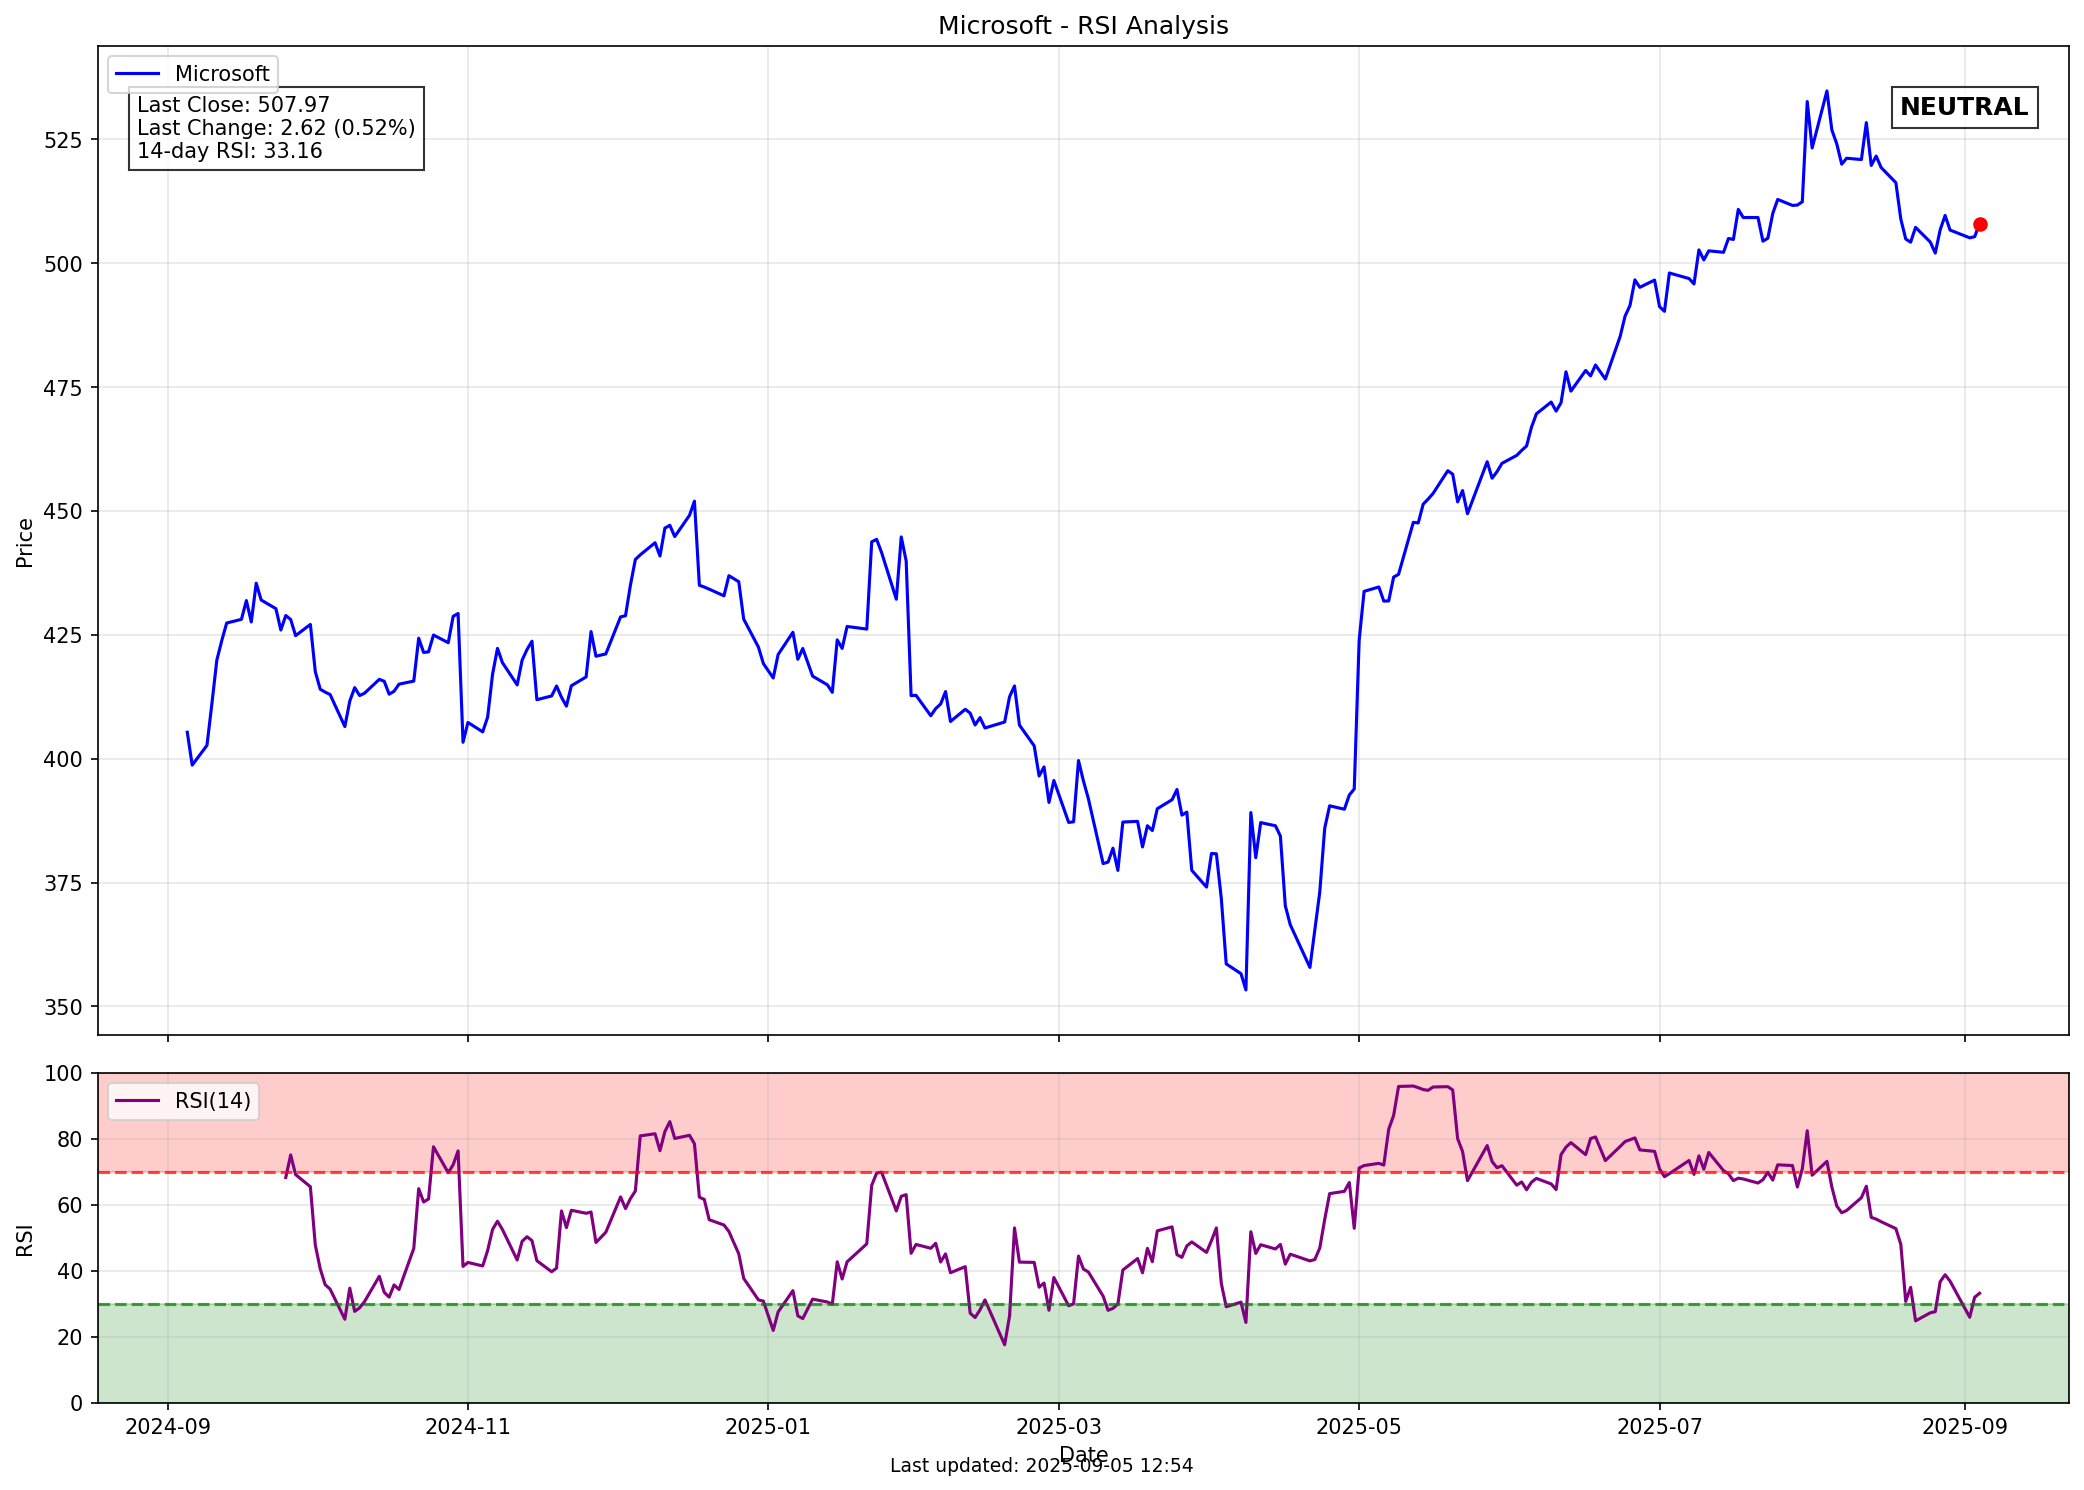 Microsoft - RSI Analysis
Microsoft
Last Close: 507.97
Last Change: 2.62 (0.52%)
14-day RSI: 33.16
NEUTRAL
Price
525
500
475
450
425
400
375
350
RSI(14)
RSI
100
80
60
40
20
0
2024-09 2024-11 2025-01 2025-03 2025-05 2025-07 2025-09
Date
Last updated: 2025-09-05 12:54